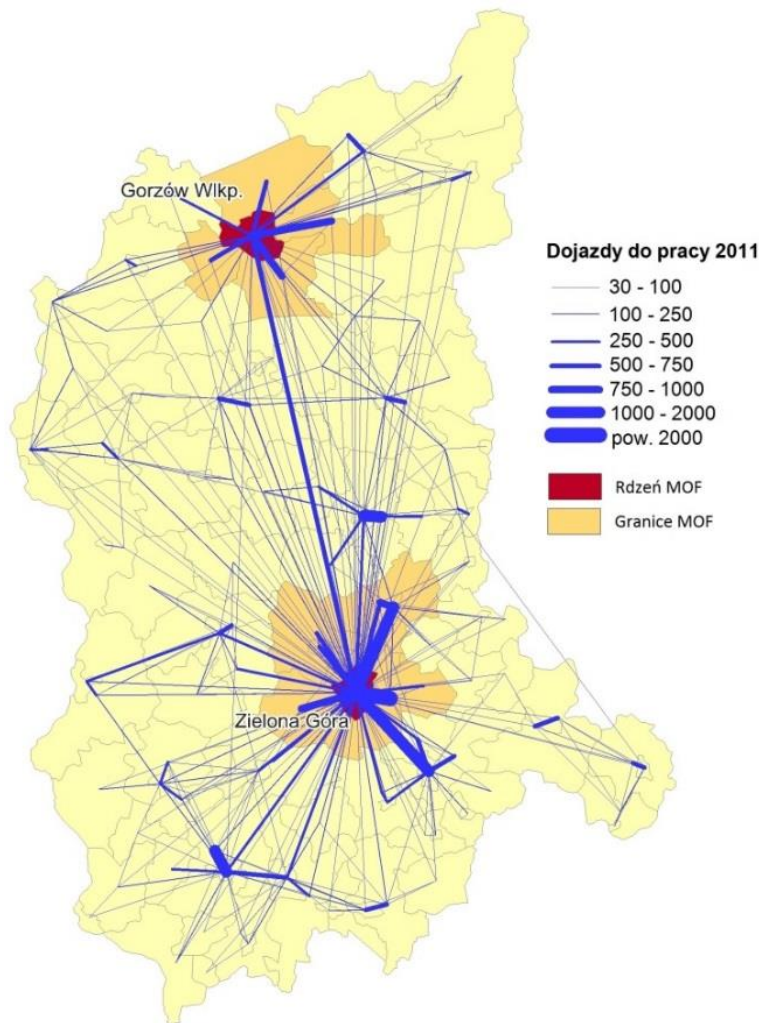 Gorzów Wlkp.
Dojazdy do pracy 2011
30 - 100
100 - 250
250 - 500
500 - 750
750 - 1000
1000 - 2000
pow. 2000
Rdzeń MOF
Granice MOF
Zielona Góra